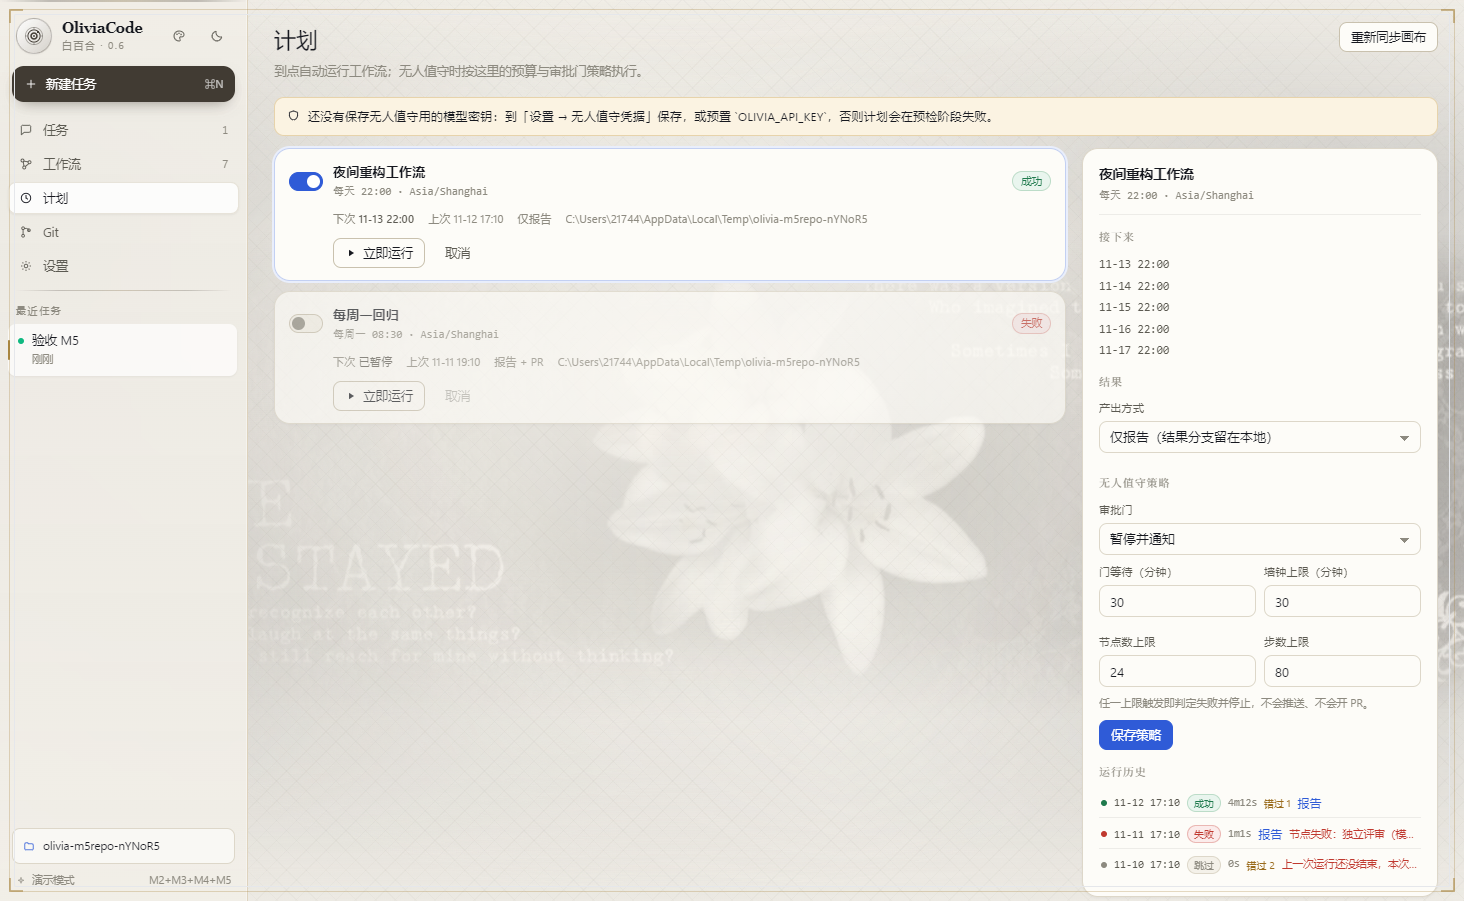 OliviaCode
白百合 · 0.6
+ 新建任务 ⌘N
任务 1
工作流 7
计划
Git
设置
最近任务
验收 M5
刚刚
olivia-m5repo-nYNoR5
演示模式 M2+M3+M4+M5
计划
到点自动运行工作流；无人值守时按这里的预算与审批门策略执行。
重新同步画布
还没有保存无人值守用的模型密钥：到「设置 → 无人值守凭据」保存，或预置 `OLIVIA_API_KEY`，否则计划会在预检阶段失败。
夜间重构工作流
每天 22:00 · Asia/Shanghai
成功
下次 11-13 22:00 上次 11-12 17:10 仅报告 C:\Users\21744\AppData\Local\Temp\olivia-m5repo-nYNoR5
立即运行 取消
每周一回归
每周一 08:30 · Asia/Shanghai
失败
下次 已暂停 上次 11-11 19:10 报告 + PR C:\Users\21744\AppData\Local\Temp\olivia-m5repo-nYNoR5
立即运行 取消
STAYED
recognize each other?
laugh at the same things?
still reach for mine without thinking?
夜间重构工作流
每天 22:00 · Asia/Shanghai
接下来
11-13 22:00
11-14 22:00
11-15 22:00
11-16 22:00
11-17 22:00
结果
产出方式
仅报告（结果分支留在本地）
无人值守策略
审批门
暂停并通知
门等待（分钟） 墙钟上限（分钟）
30 30
节点数上限 步数上限
24 80
任一上限触发即判定失败并停止，不会推送、不会开 PR。
保存策略
运行历史
11-12 17:10 成功 4m12s 错过 1 报告
11-11 17:10 失败 1m1s 报告 节点失败：独立评审（模...
11-10 17:10 跳过 0s 错过 2 上一次运行还没结束，本次...